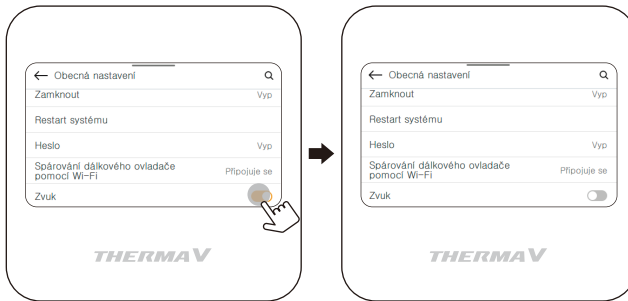 Obecná nastavení
Zamknout Vyp
Restart systému
Heslo Vyp
Spárování dálkového ovladače
pomocí Wi-Fi Připojuje se
Zvuk
THERMA V
Obecná nastavení
Zamknout Vyp
Restart systému
Heslo Vyp
Spárování dálkového ovladače
pomocí Wi-Fi Připojuje se
Zvuk
THERMA V